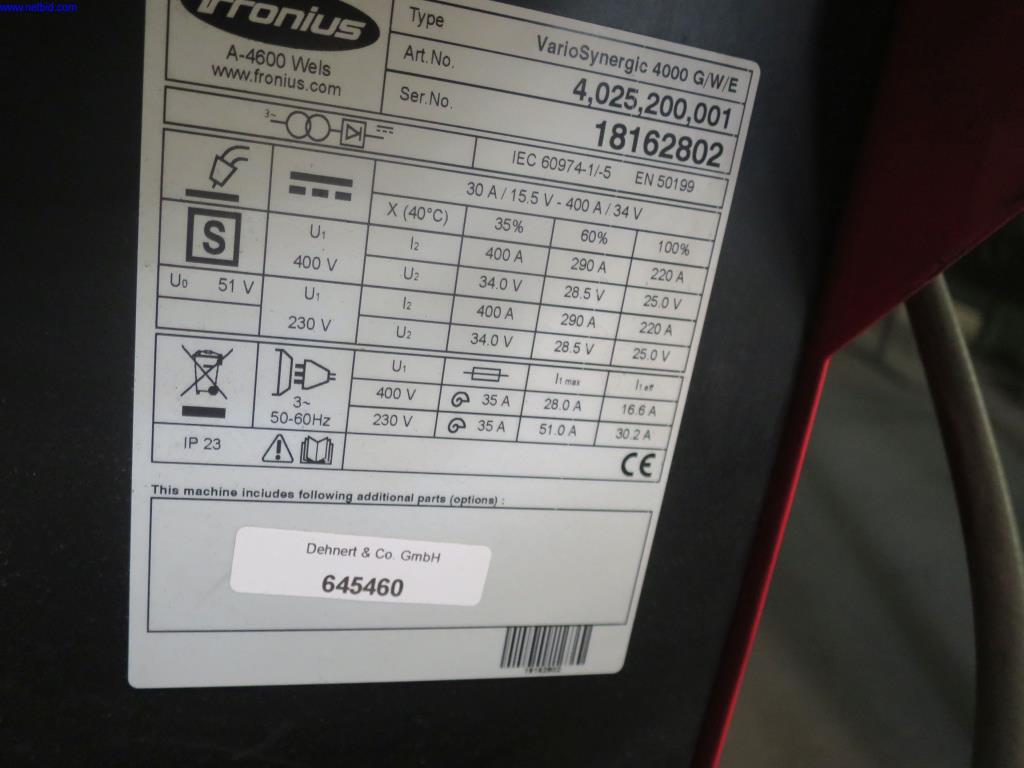 www.netbid.com
Fronius
A-4600 Wels
www.fronius.com
Type VarioSynergic 4000 G/W/E
Art.No. 4,025,200,001
Ser.No. 18162802
3~
IEC 60974-1/-5 EN 50199
30 A / 15.5 V - 400 A / 34 V
X (40°C) 35% 60% 100%
S
U1 400 V I2 400 A 290 A 220 A
U2 34.0 V 28.5 V 25.0 V
U0 51 V
U1 230 V I2 400 A 290 A 220 A
U2 34.0 V 28.5 V 25.0 V
3~ 50-60Hz
U1 I1 max I1 eff
400 V 35 A 28.0 A 16.6 A
230 V 35 A 51.0 A 30.2 A
IP 23
CE
This machine includes following additional parts (options) :
Dehnert & Co. GmbH
645460
18162802